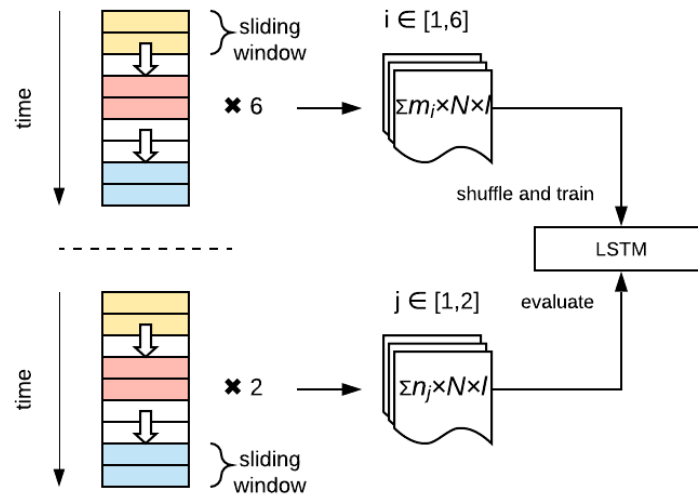 time
sliding
window
✖ 6
i ∈ [1,6]
Σmᵢ×N×I
shuffle and train
LSTM
time
✖ 2
j ∈ [1,2]
Σnⱼ×N×I
evaluate
sliding
window